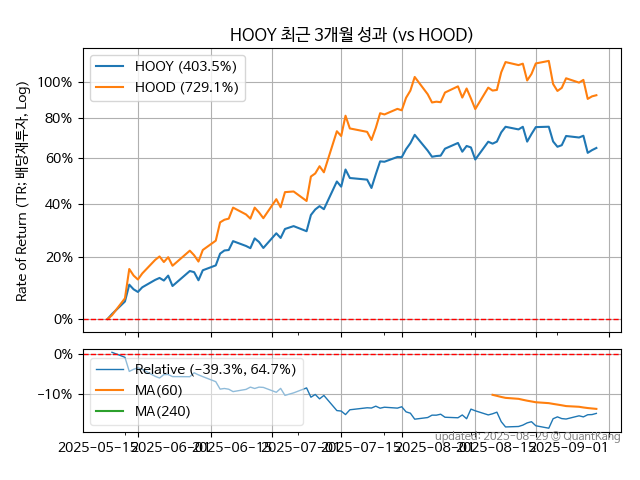 HOOY 최근 3개월 성과 (vs HOOD)
HOOY (403.5%)
HOOD (729.1%)
Rate of Return (TR: 배당재투자, Log)
100%
80%
60%
40%
20%
0%
Relative (−39.3%, 64.7%)
MA(60)
MA(240)
0%
−10%
updated: 2025-08-29 © QuantKang
2025−05−15
2025−06−01
2025−06−15
2025−07−01
2025−07−15
2025−08−01
2025−08−15
2025−09−01